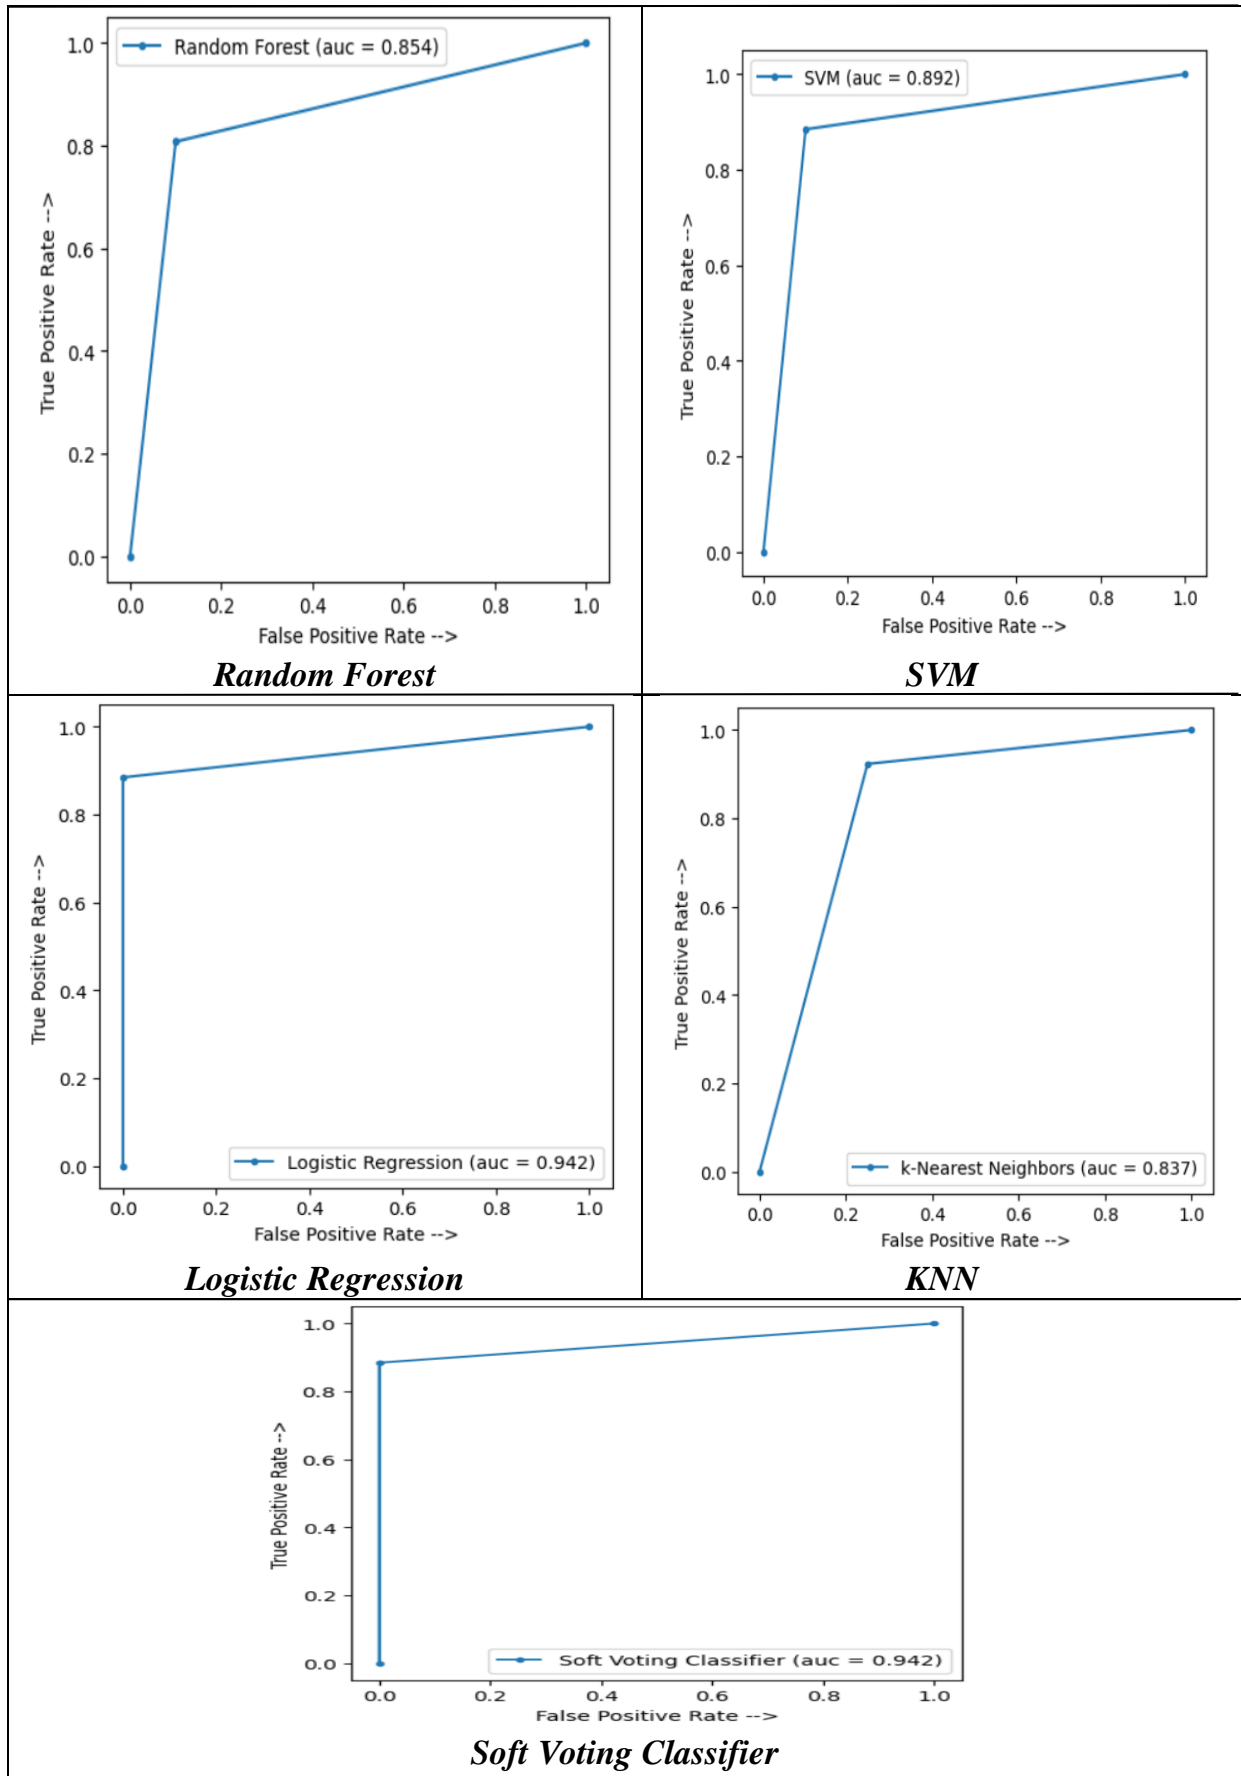 Random Forest (auc = 0.854)
1.0
0.8
0.6
0.4
0.2
0.0
True Positive Rate -->
0.0 0.2 0.4 0.6 0.8 1.0
False Positive Rate -->
Random Forest
SVM (auc = 0.892)
1.0
0.8
0.6
0.4
0.2
0.0
True Positive Rate -->
0.0 0.2 0.4 0.6 0.8 1.0
False Positive Rate -->
SVM
1.0
0.8
0.6
0.4
0.2
0.0
True Positive Rate -->
Logistic Regression (auc = 0.942)
0.0 0.2 0.4 0.6 0.8 1.0
False Positive Rate -->
Logistic Regression
1.0
0.8
0.6
0.4
0.2
0.0
True Positive Rate -->
k-Nearest Neighbors (auc = 0.837)
0.0 0.2 0.4 0.6 0.8 1.0
False Positive Rate -->
KNN
1.0
0.8
0.6
0.4
0.2
0.0
True Positive Rate -->
Soft Voting Classifier (auc = 0.942)
0.0 0.2 0.4 0.6 0.8 1.0
False Positive Rate -->
Soft Voting Classifier